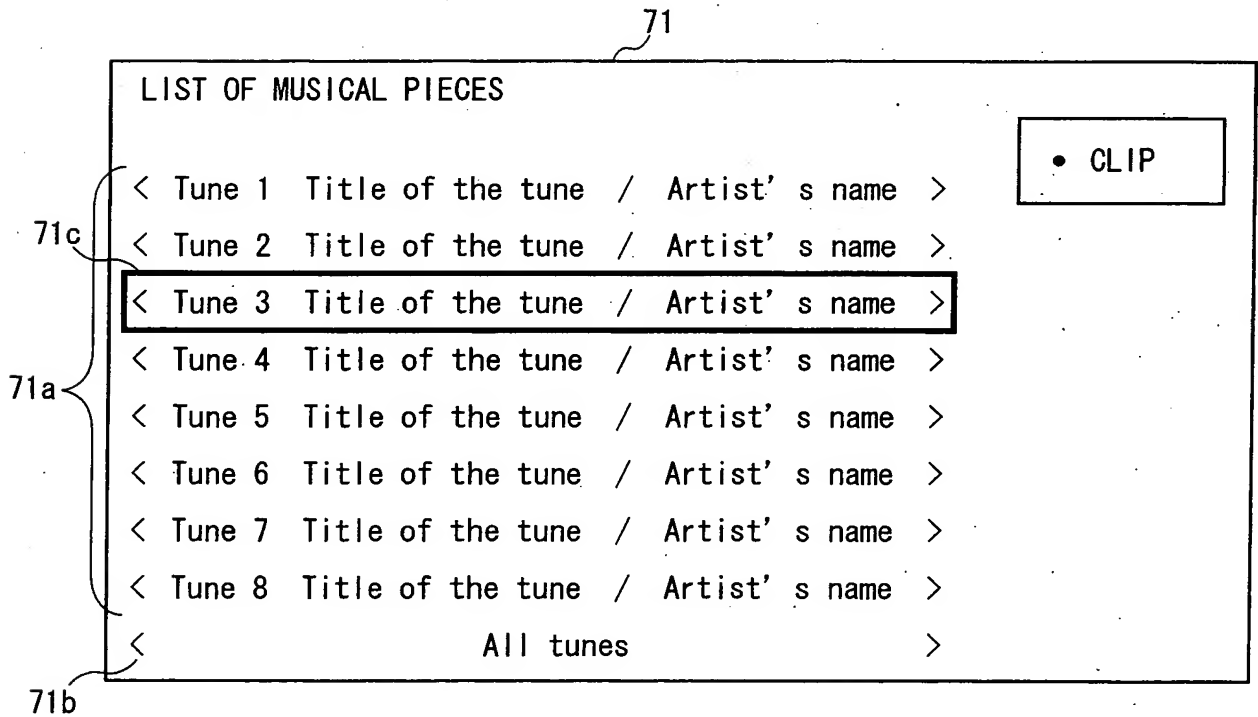 71
LIST OF MUSICAL PIECES
• CLIP
< Tune 1 Title of the tune / Artist's name >
71c
< Tune 2 Title of the tune / Artist's name >
< Tune 3 Title of the tune / Artist's name >
< Tune 4 Title of the tune / Artist's name >
71a
< Tune 5 Title of the tune / Artist's name >
< Tune 6 Title of the tune / Artist's name >
< Tune 7 Title of the tune / Artist's name >
< Tune 8 Title of the tune / Artist's name >
< All tunes >
71b